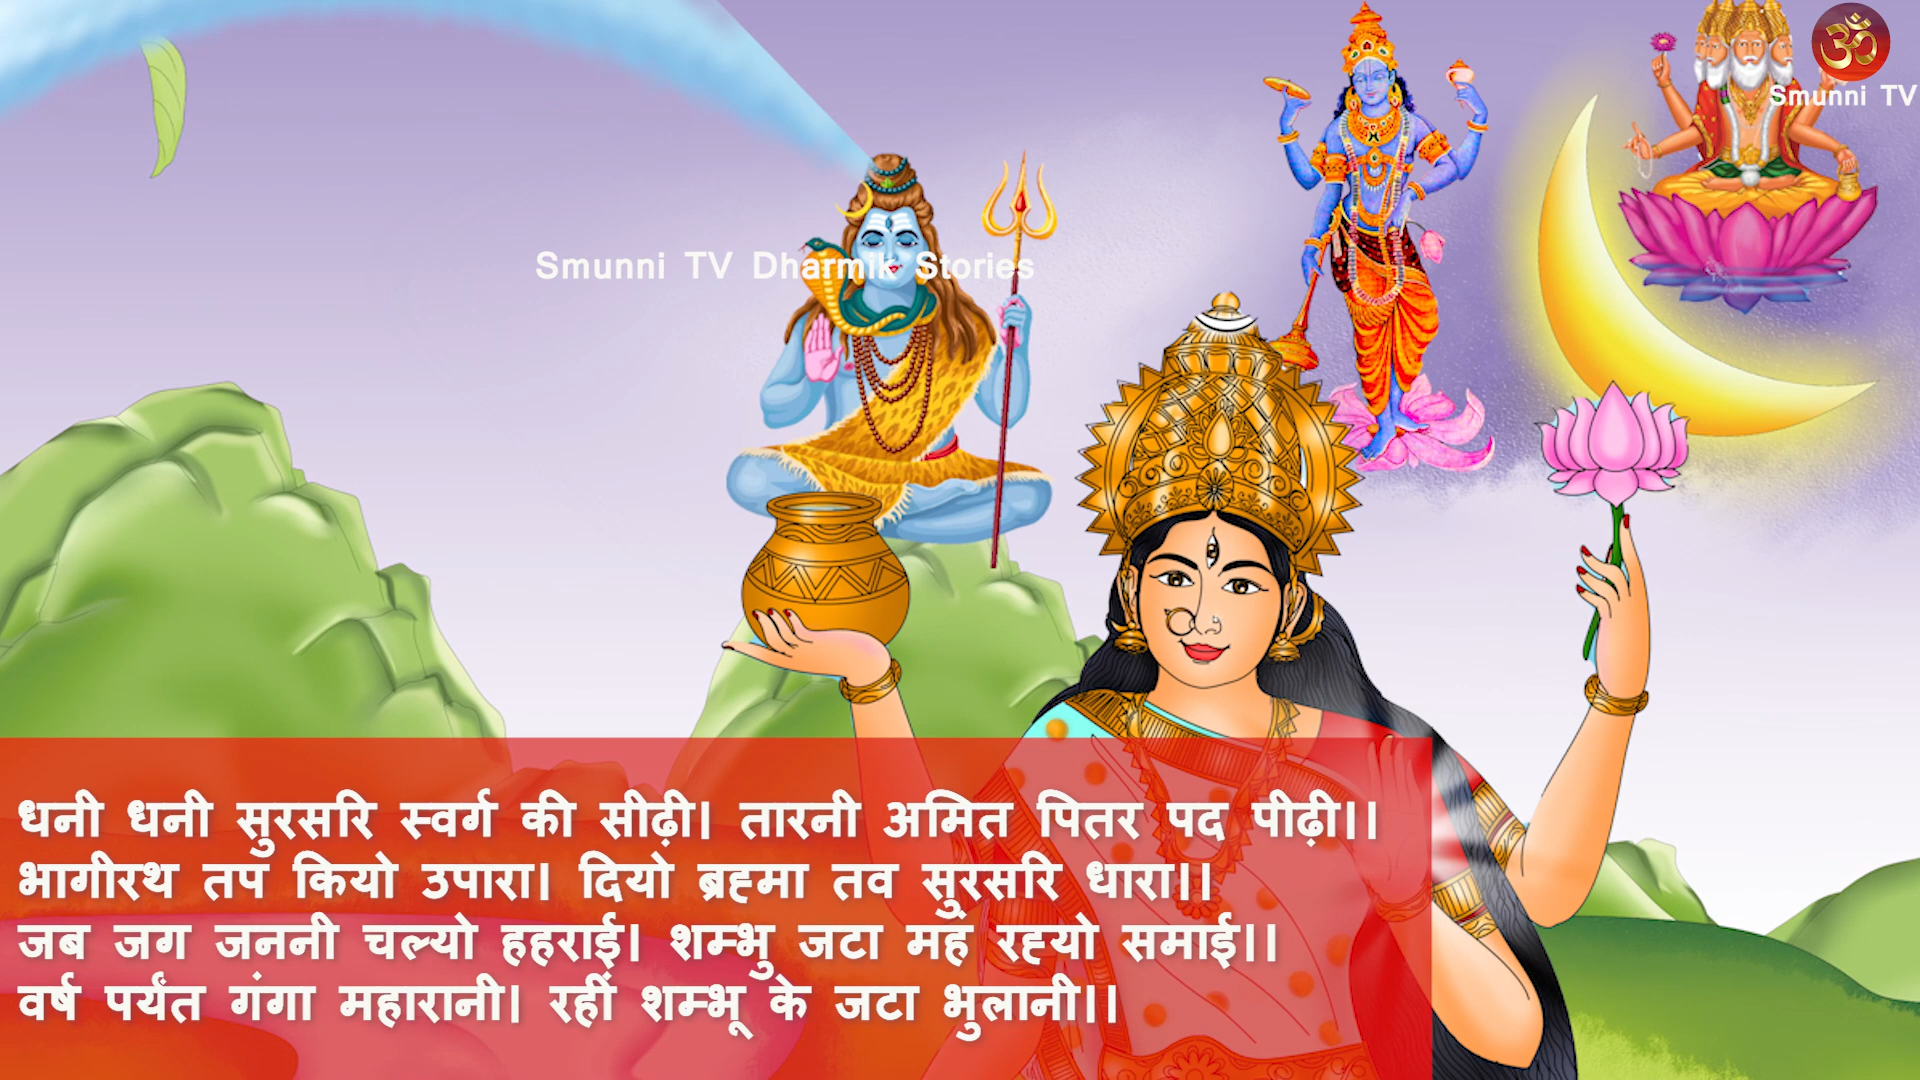 ॐ
Smunni TV
Smunni TV Dharmik Stories
धनी धनी सुरसरि स्वर्ग की सीढ़ी। तारनी अमित पितर पद पीढ़ी।।
भागीरथ तप कियो उपारा। दियो ब्रह्मा तव सुरसरि धारा।।
जब जग जननी चल्यो हहराई। शम्भु जटा महं रह्यो समाई।।
वर्ष पर्यंत गंगा महारानी। रहीं शम्भू के जटा भुलानी।।